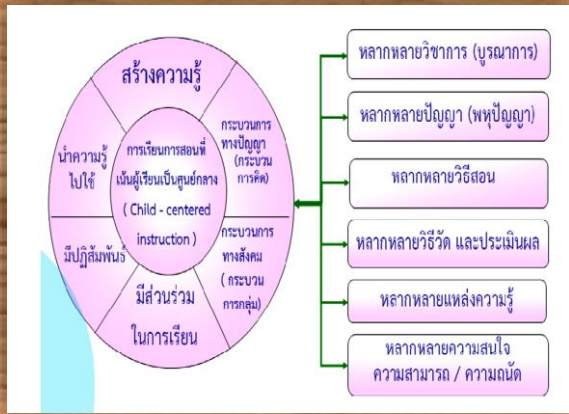 สร้างความรู้
กระบวนการ
ทางปัญญา
(กระบวน
การคิด)
กระบวนการ
ทางสังคม
( กระบวน
การกลุ่ม)
มีส่วนร่วม
ในการเรียน
มีปฏิสัมพันธ์
นำความรู้
ไปใช้
การเรียนการสอนที่
เน้นผู้เรียนเป็นศูนย์กลาง
( Child - centered
instruction )
หลากหลายวิชาการ (บูรณาการ)
หลากหลายปัญญา (พหุปัญญา)
หลากหลายวิธีสอน
หลากหลายวิธีวัด และประเมินผล
หลากหลายแหล่งความรู้
หลากหลายความสนใจ
ความสามารถ / ความถนัด